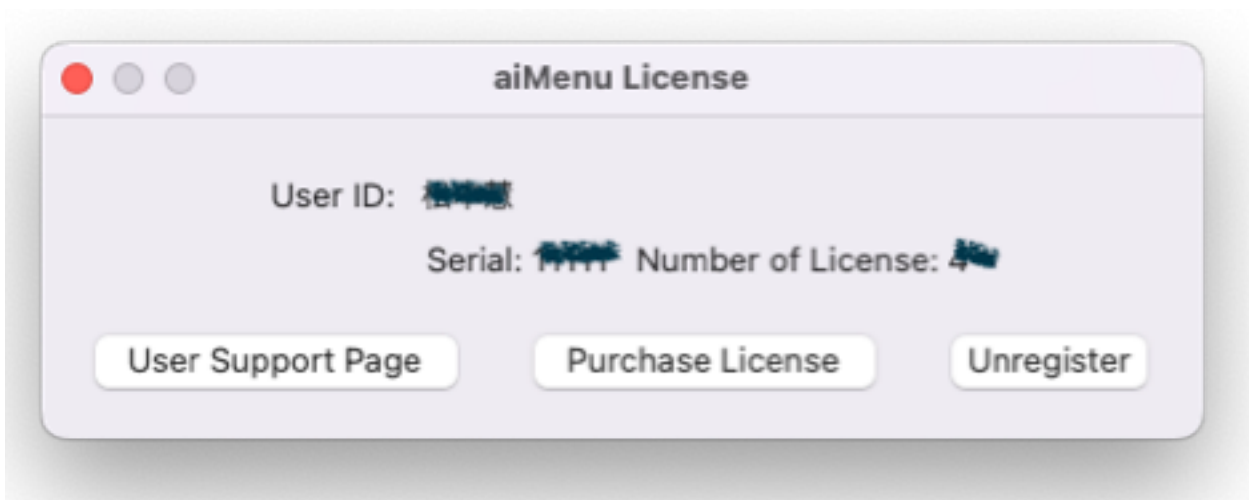 aiMenu License
User ID:
Serial: Number of License:
User Support Page Purchase License Unregister